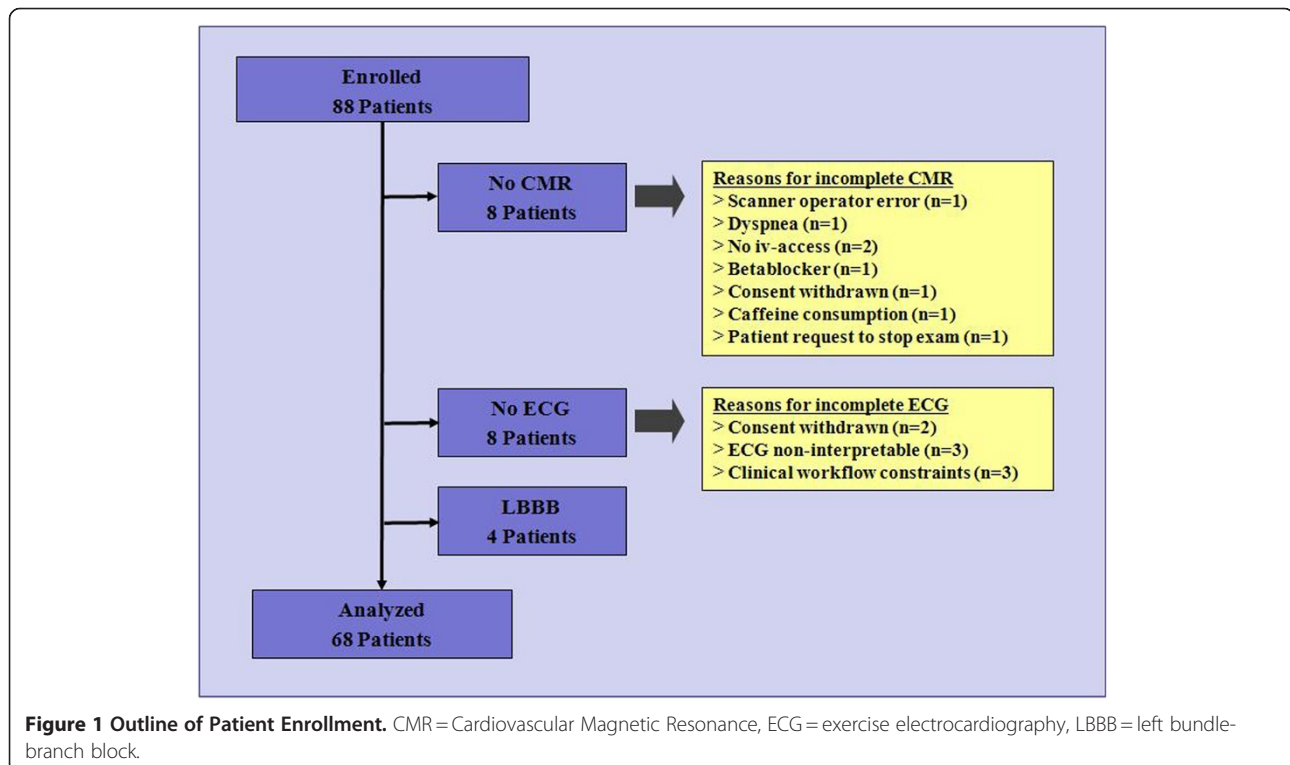 Enrolled
88 Patients
No CMR
8 Patients
Reasons for incomplete CMR
> Scanner operator error (n=1)
> Dyspnea (n=1)
> No iv-access (n=2)
> Betablocker (n=1)
> Consent withdrawn (n=1)
> Caffeine consumption (n=1)
> Patient request to stop exam (n=1)
No ECG
8 Patients
Reasons for incomplete ECG
> Consent withdrawn (n=2)
> ECG non-interpretable (n=3)
> Clinical workflow constraints (n=3)
LBBB
4 Patients
Analyzed
68 Patients
Figure 1 Outline of Patient Enrollment. CMR = Cardiovascular Magnetic Resonance, ECG = exercise electrocardiography, LBBB = left bundle-
branch block.